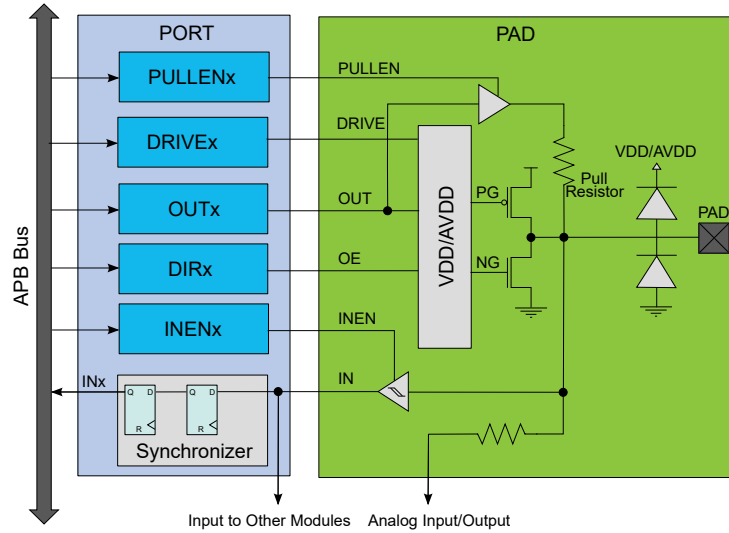 PORT
PAD
PULLENx
PULLEN
DRIVEx
DRIVE
VDD/AVDD
Pull
Resistor
PAD
OUTx
OUT
PG
VDD/AVDD
APB Bus
DIRx
OE
NG
INENx
INEN
INx
IN
Q D
R
Q D
R
Synchronizer
Input to Other Modules
Analog Input/Output